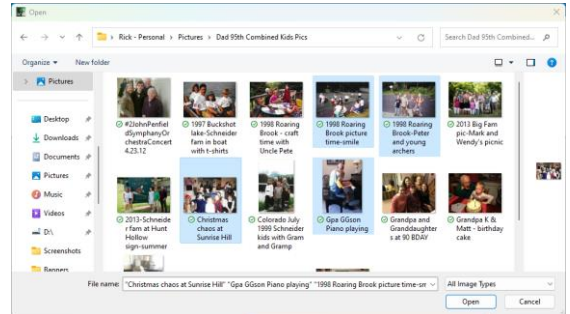 Open
Rick - Personal > Pictures > Dad 95th Combined Kids Pics
Search Dad 95th Combined...
Organize
New folder
Pictures
Desktop
Downloads
Documents
Pictures
Music
Videos
D:\
Screenshots
Banners
#2JohnPenfiel
dSymphanyOr
chestraConcert
4.23.12
1997 Buckshot
lake-Schneider
fam in boat
with t-shirts
1998 Roaring
Brook - craft
time with
Uncle Pete
1998 Roaring
Brook picture
time-smile
1998 Roaring
Brook-Peter
and young
archers
2013 Big Fam
pic-Mark and
Wendy's picnic
2013-Schneide
r fam at Hunt
Hollow
sign-summer
Christmas
chaos at
Sunrise Hill
Colorado July
1999 Schneider
kids with Gram
and Gramp
Gpa GGson
Piano playing
Grandpa and
Granddaughter
s at 90 BDAY
Grandpa K &
Matt - birthday
cake
File name: "Christmas chaos at Sunrise Hill" "Gpa GGson Piano playing" "1998 Roaring Brook picture time-sm
All Image Types
Open
Cancel